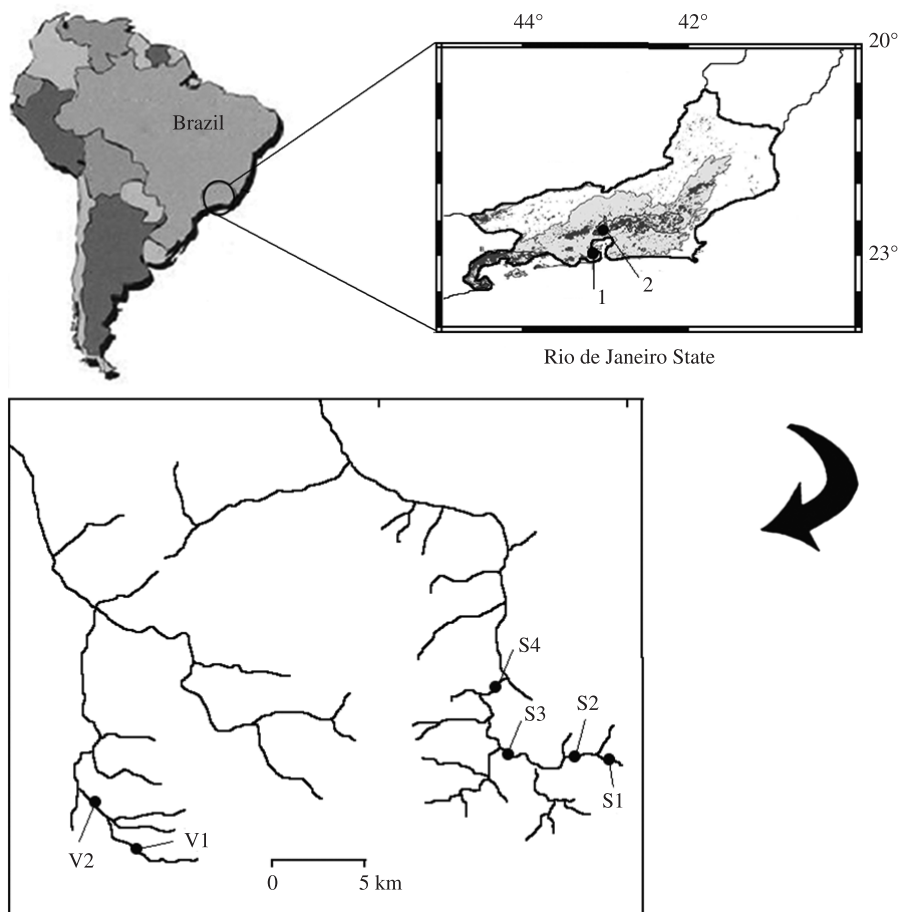 44°
42°
20°
Brazil
23°
1
2
Rio de Janeiro State
S4
S3
S2
S1
V1
V2
0
5 km